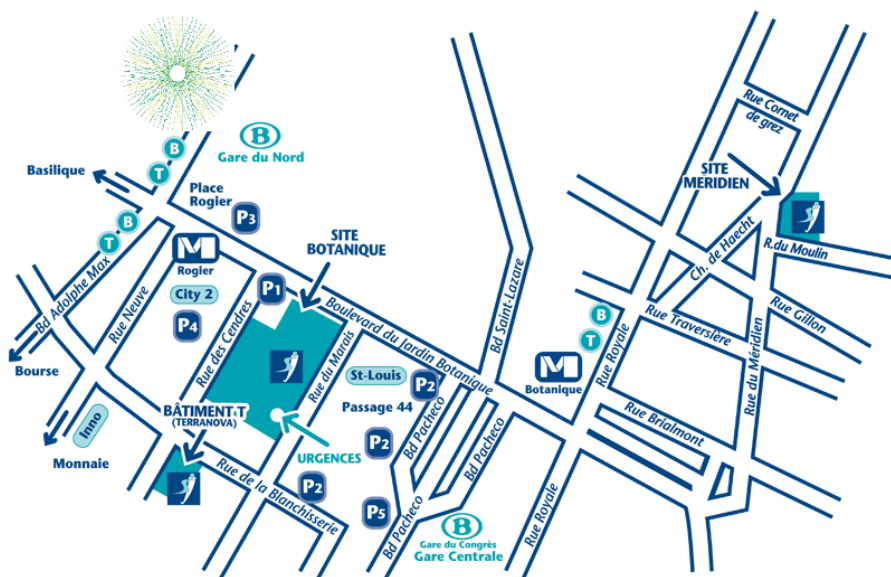 Rue Cornet
de grez
B
Gare du Nord
B
T
Basilique
SITE
MERIDIEN
Place
Rogier
P3
B
T
SITE
BOTANIQUE
R.du Moulin
Ch. de Haecht
M
Rogier
Bd Adolphe Max
Rue Neuve
City 2
P1
P4
Rue des Cendres
Boulevard du Jardin Botanique
Bd Saint-Lazare
B
T
Rue Royale
Rue Traversière
Rue Gillon
Rue du Méridien
Bourse
Rue du Marais
St-Louis
P2
M
Botanique
Passage 44
Rue Brialmont
Inno
BÂTIMENT T
(TERRANOVA)
Monnaie
URGENCES
P2
Bd Pacheco
Bd Pacheco
Rue de la Blanchisserie
P2
P5
Bd Pacheco
B
Gare du Congrès
Gare Centrale
Rue Royale